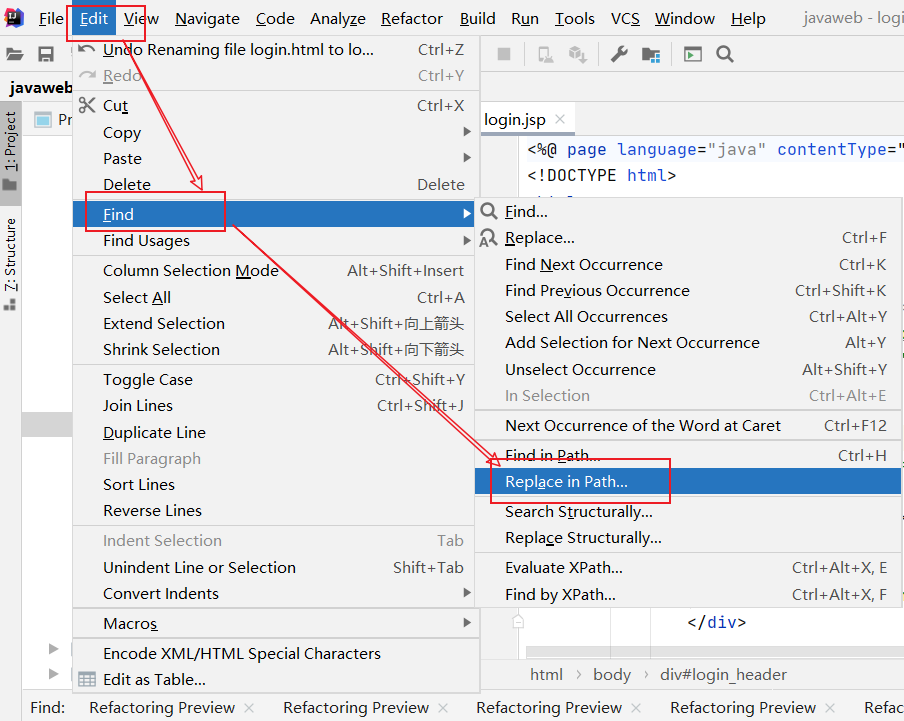 File Edit View Navigate Code Analyze Refactor Build Run Tools VCS Window Help javaweb - logi
Undo Renaming file login.html to lo... Ctrl+Z
Redo Ctrl+Y
javaweb
Cut Ctrl+X
Copy
Paste
Delete Delete
Find
Find Usages
Column Selection Mode Alt+Shift+Insert
Select All Ctrl+A
Extend Selection Alt+Shift+向上箭头
Shrink Selection Alt+Shift+向下箭头
Toggle Case Ctrl+Shift+Y
Join Lines Ctrl+Shift+J
Duplicate Line
Fill Paragraph
Sort Lines
Reverse Lines
Indent Selection Tab
Unindent Line or Selection Shift+Tab
Convert Indents
Macros
Encode XML/HTML Special Characters
Edit as Table...
1: Project
Pr
Z: Structure
login.jsp
<%@ page language="java" contentType="
<!DOCTYPE html>
Find...
Replace... Ctrl+F
Find Next Occurrence Ctrl+K
Find Previous Occurrence Ctrl+Shift+K
Select All Occurrences Ctrl+Alt+Y
Add Selection for Next Occurrence Alt+Y
Unselect Occurrence Alt+Shift+Y
In Selection Ctrl+Alt+E
Next Occurrence of the Word at Caret Ctrl+F12
Find in Path... Ctrl+H
Replace in Path...
Search Structurally...
Replace Structurally...
Evaluate XPath... Ctrl+Alt+X, E
Find by XPath... Ctrl+Alt+X, F
</div>
html body div#login_header
Find: Refactoring Preview Refactoring Preview Refactoring Preview Refactoring Preview Refac